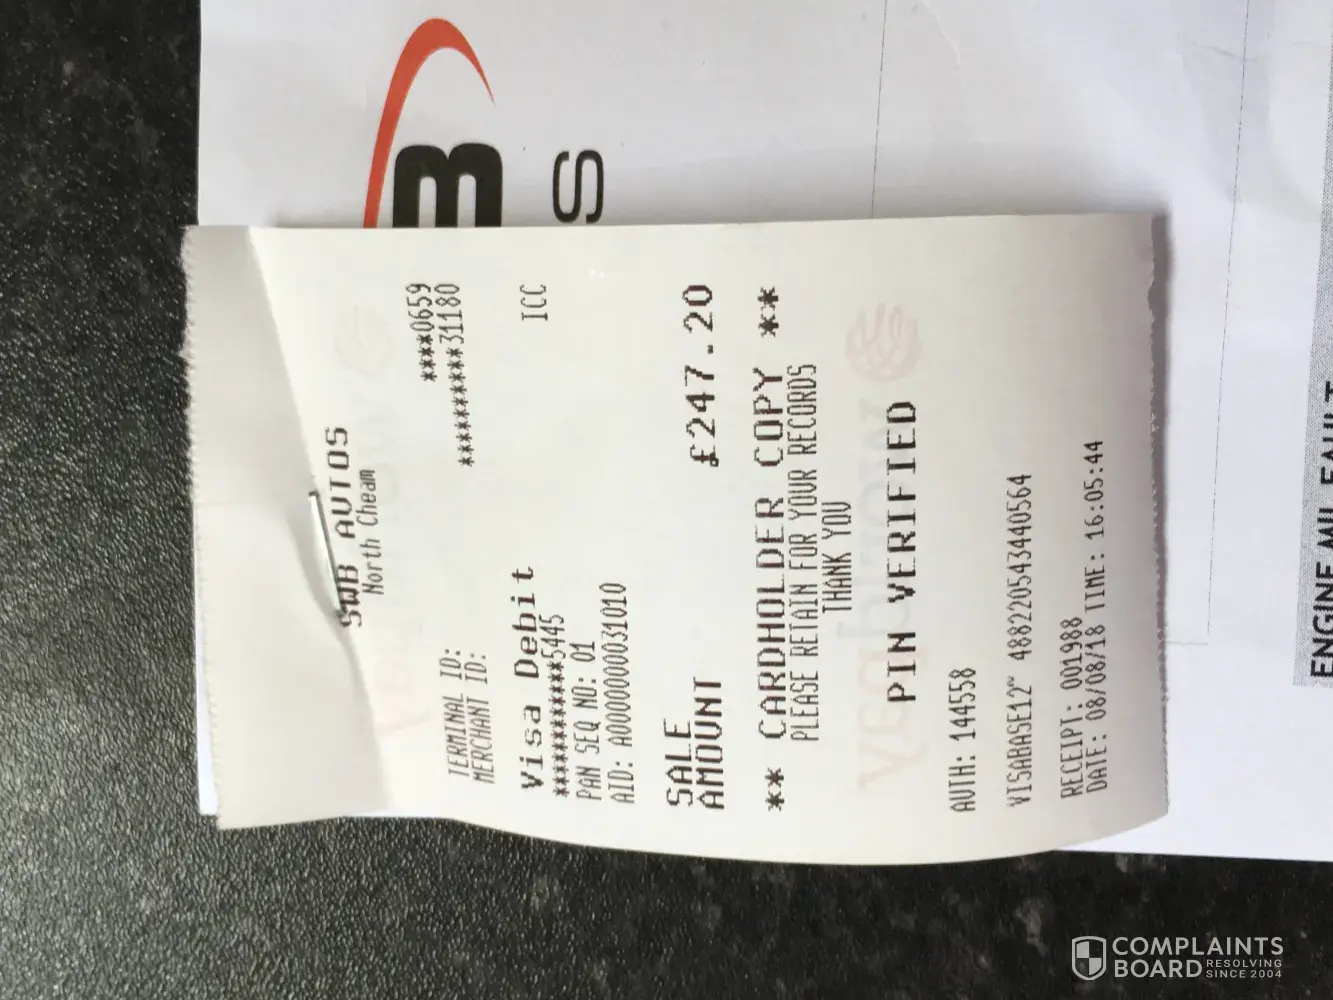 SWB AUTOS
North Cheam
TERMINAL ID: ****0659
MERCHANT ID: **********31180
Visa Debit
************5445 ICC
PAN SEQ NO: 01
AID: A0000000031010
SALE
AMOUNT £247.20
** CARDHOLDER COPY **
PLEASE RETAIN FOR YOUR RECORDS
THANK YOU
PIN VERIFIED
AUTH: 144558
VISABASE12" 488220543440564
RECEIPT: 001988
DATE: 08/08/18 TIME: 16:05:44
yordpay
B
S
ENGINE MIL FAULT
COMPLAINTS
BOARD RESOLVING
SINCE 2004